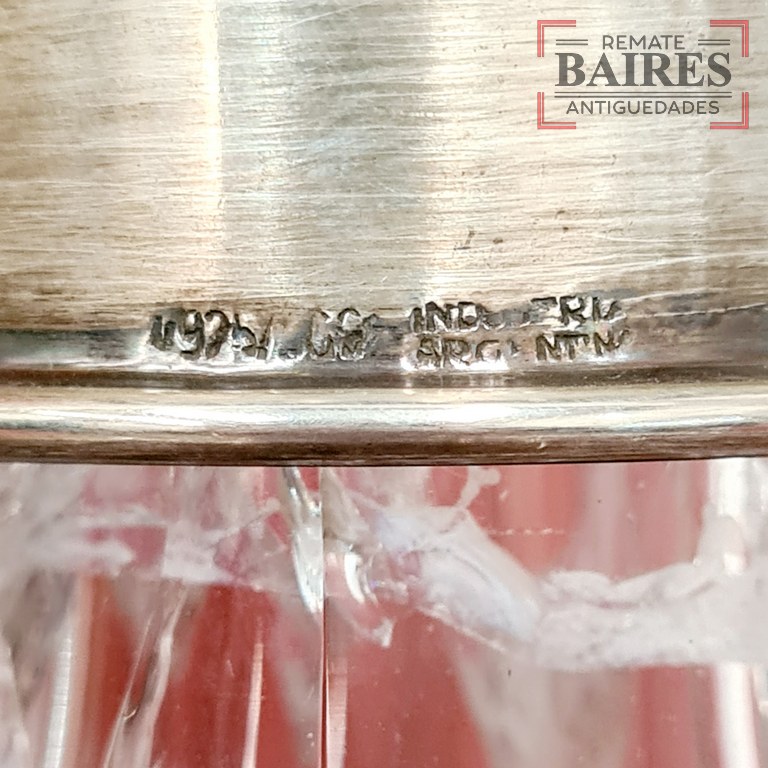 REMATE
BAIRES
ANTIGUEDADES
INDUSTRIA
ARGENTINA